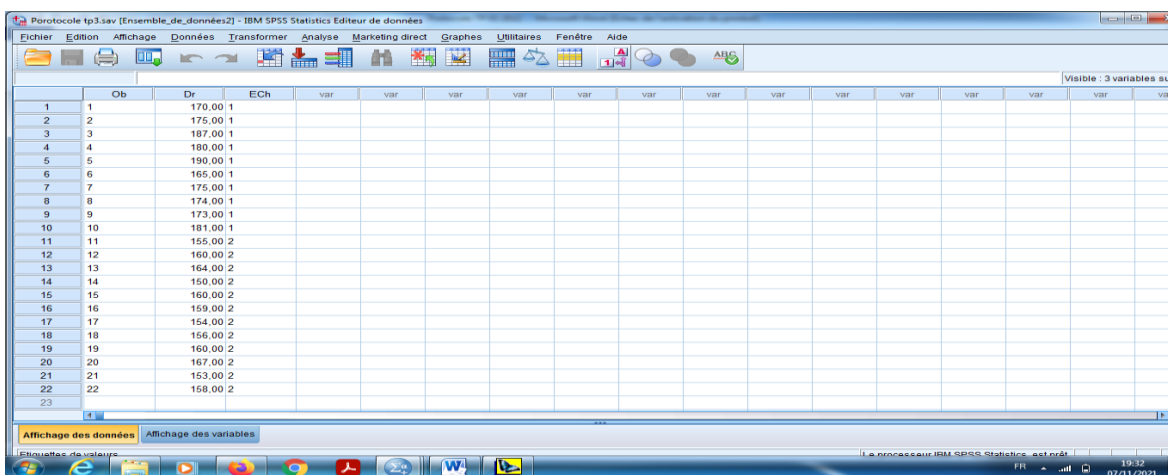 Porotocole tp3.sav [Ensemble_de_données2] - IBM SPSS Statistics Editeur de données
Fichier Edition Affichage Données Transformer Analyse Marketing direct Graphes Utilitaires Fenêtre Aide
Visible : 3 variables su
Ob Dr ECh var var var var var var var var var var var var va
1 1 170,00 1
2 2 175,00 1
3 3 187,00 1
4 4 180,00 1
5 5 190,00 1
6 6 165,00 1
7 7 175,00 1
8 8 174,00 1
9 9 173,00 1
10 10 181,00 1
11 11 155,00 2
12 12 160,00 2
13 13 164,00 2
14 14 150,00 2
15 15 160,00 2
16 16 159,00 2
17 17 154,00 2
18 18 156,00 2
19 19 160,00 2
20 20 167,00 2
21 21 153,00 2
22 22 158,00 2
23
Affichage des données Affichage des variables
Etiquettes de valeurs Le processeur IBM SPSS Statistics est prêt
FR 19:32
07/11/2021